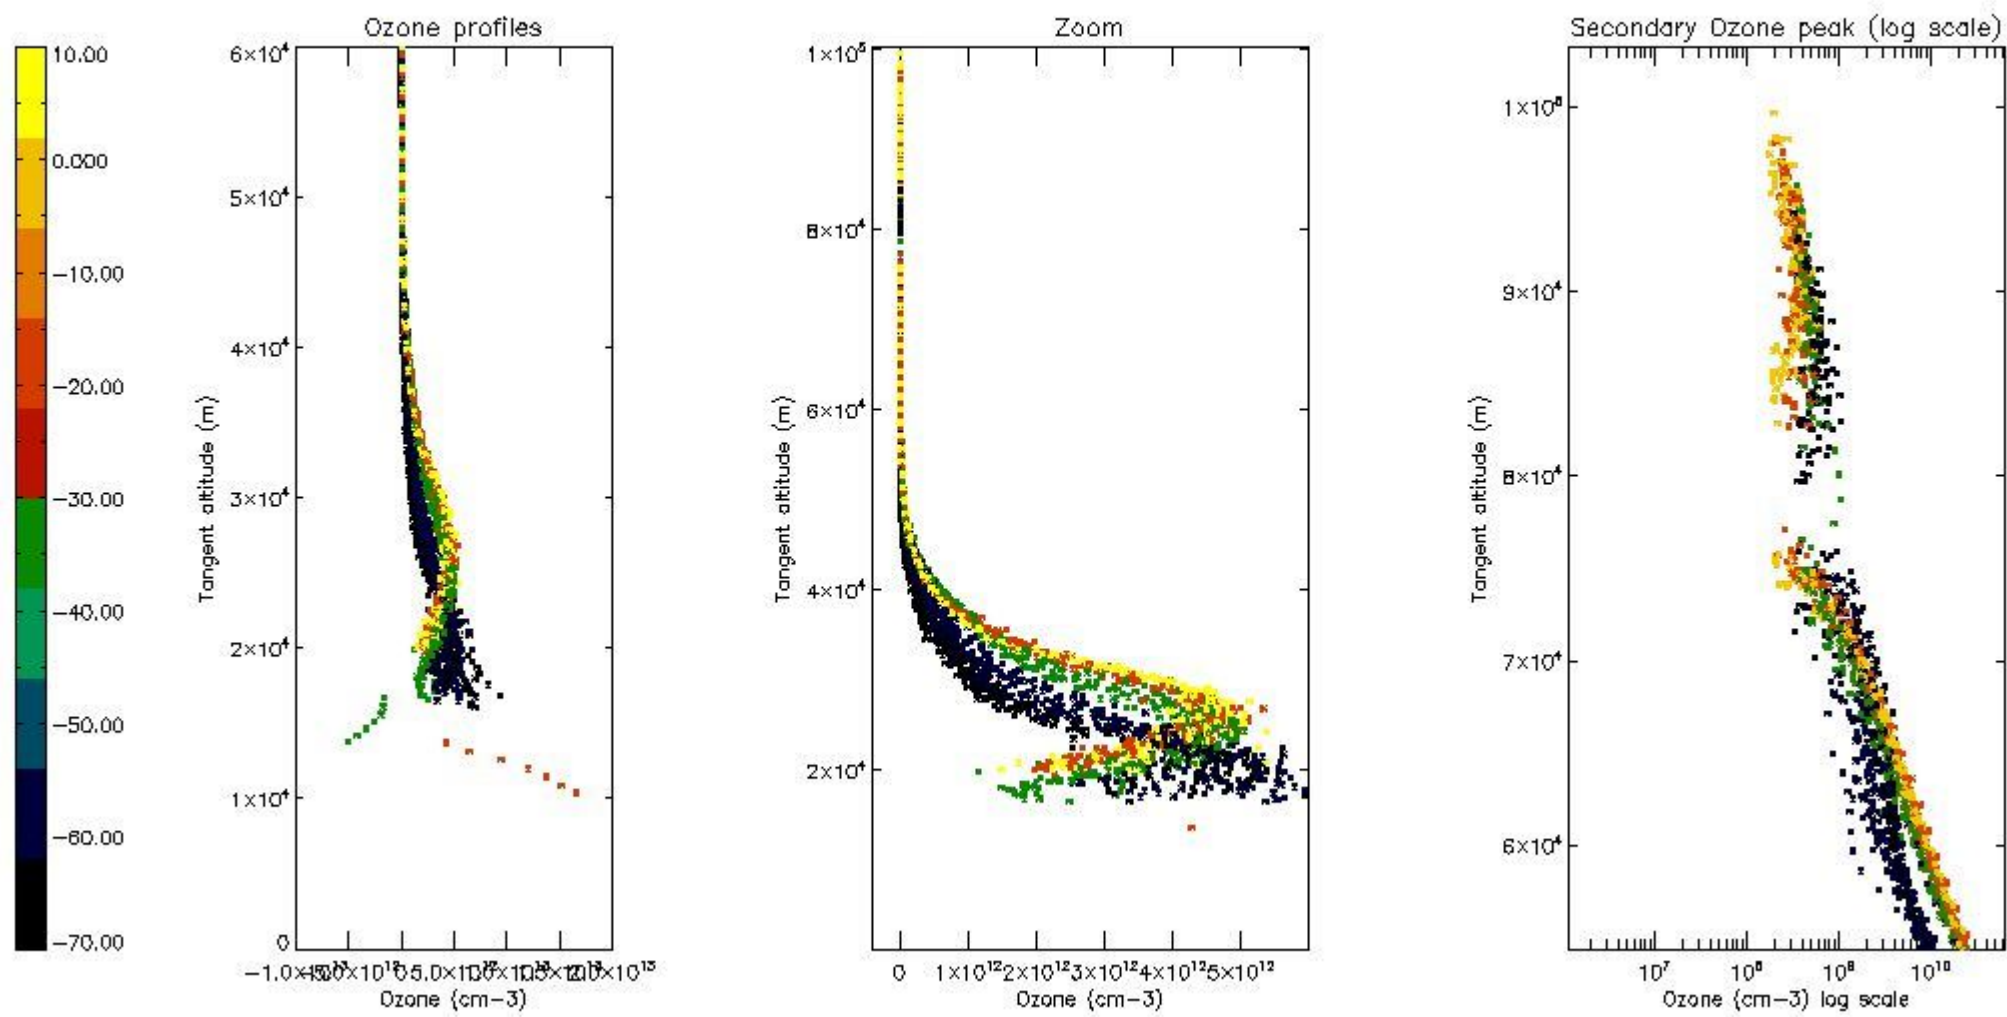 Ozone profiles
Zoom
Secondary Ozone peak (log scale)
10.00
0.000
−10.00
−20.00
−30.00
−40.00
−50.00
−60.00
−70.00
6×10⁴
5×10⁴
4×10⁴
3×10⁴
2×10⁴
1×10⁴
0
Tangent altitude (m)
Ozone (cm−3)
1×10⁵
8×10⁴
6×10⁴
4×10⁴
2×10⁴
Tangent altitude (m)
0 1×10¹² 2×10¹² 3×10¹² 4×10¹² 5×10¹²
Ozone (cm−3)
9×10⁴
8×10⁴
7×10⁴
6×10⁴
Tangent altitude (m)
10⁷ 10⁸ 10⁹ 10¹⁰
Ozone (cm−3) log scale